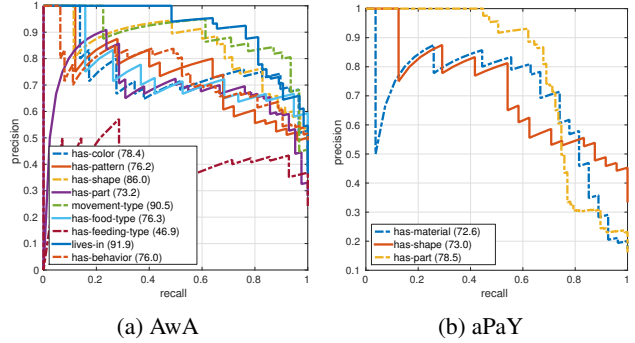 1
0.9
0.8
0.7
0.6
0.5
0.4
0.3
0.2
0.1
0
precision
0 0.2 0.4 0.6 0.8 1
recall
has-color (78.4)
has-pattern (76.2)
has-shape (86.0)
has-part (73.2)
movement-type (90.5)
has-food-type (76.3)
has-feeding-type (46.9)
lives-in (91.9)
has-behavior (76.0)
(a) AwA
1
0.9
0.8
0.7
0.6
0.5
0.4
0.3
0.2
0.1
precision
0 0.2 0.4 0.6 0.8 1
recall
has-material (72.6)
has-shape (73.0)
has-part (78.5)
(b) aPaY